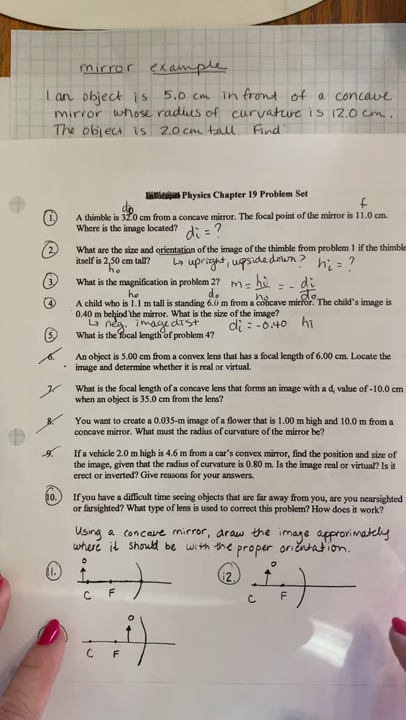 mirror example
1. an object is 5.0 cm in front of a concave
mirror whose radius of curvature is 12.0 cm.
The object is 2.0 cm tall. Find
Physics Chapter 19 Problem Set
do
f
1. A thimble is 32.0 cm from a concave mirror. The focal point of the mirror is 11.0 cm.
Where is the image located? di = ?
2. What are the size and orientation of the image of the thimble from problem 1 if the thimble
itself is 2.50 cm tall? ↳ upright, upside down? hi = ?
ho
3. What is the magnification in problem 2? m = hi/ho = - di/do
ho do
4. A child who is 1.1 m tall is standing 6.0 m from a concave mirror. The child's image is
0.40 m behind the mirror. What is the size of the image?
↳ neg. image dist di = -0.40 hi
5. What is the focal length of problem 4?
6. An object is 5.00 cm from a convex lens that has a focal length of 6.00 cm. Locate the
image and determine whether it is real or virtual.
7. What is the focal length of a concave lens that forms an image with a di value of -10.0 cm
when an object is 35.0 cm from the lens?
8. You want to create a 0.035-m image of a flower that is 1.00 m high and 10.0 m from a
concave mirror. What must the radius of curvature of the mirror be?
9. If a vehicle 2.0 m high is 4.6 m from a car's convex mirror, find the position and size of
the image, given that the radius of curvature is 0.80 m. Is the image real or virtual? Is it
erect or inverted? Give reasons for your answers.
10. If you have a difficult time seeing objects that are far away from you, are you nearsighted
or farsighted? What type of lens is used to correct this problem? How does it work?
Using a concave mirror, draw the image approximately
where it should be with the proper orientation.
11. O C F
12. O C F
O C F